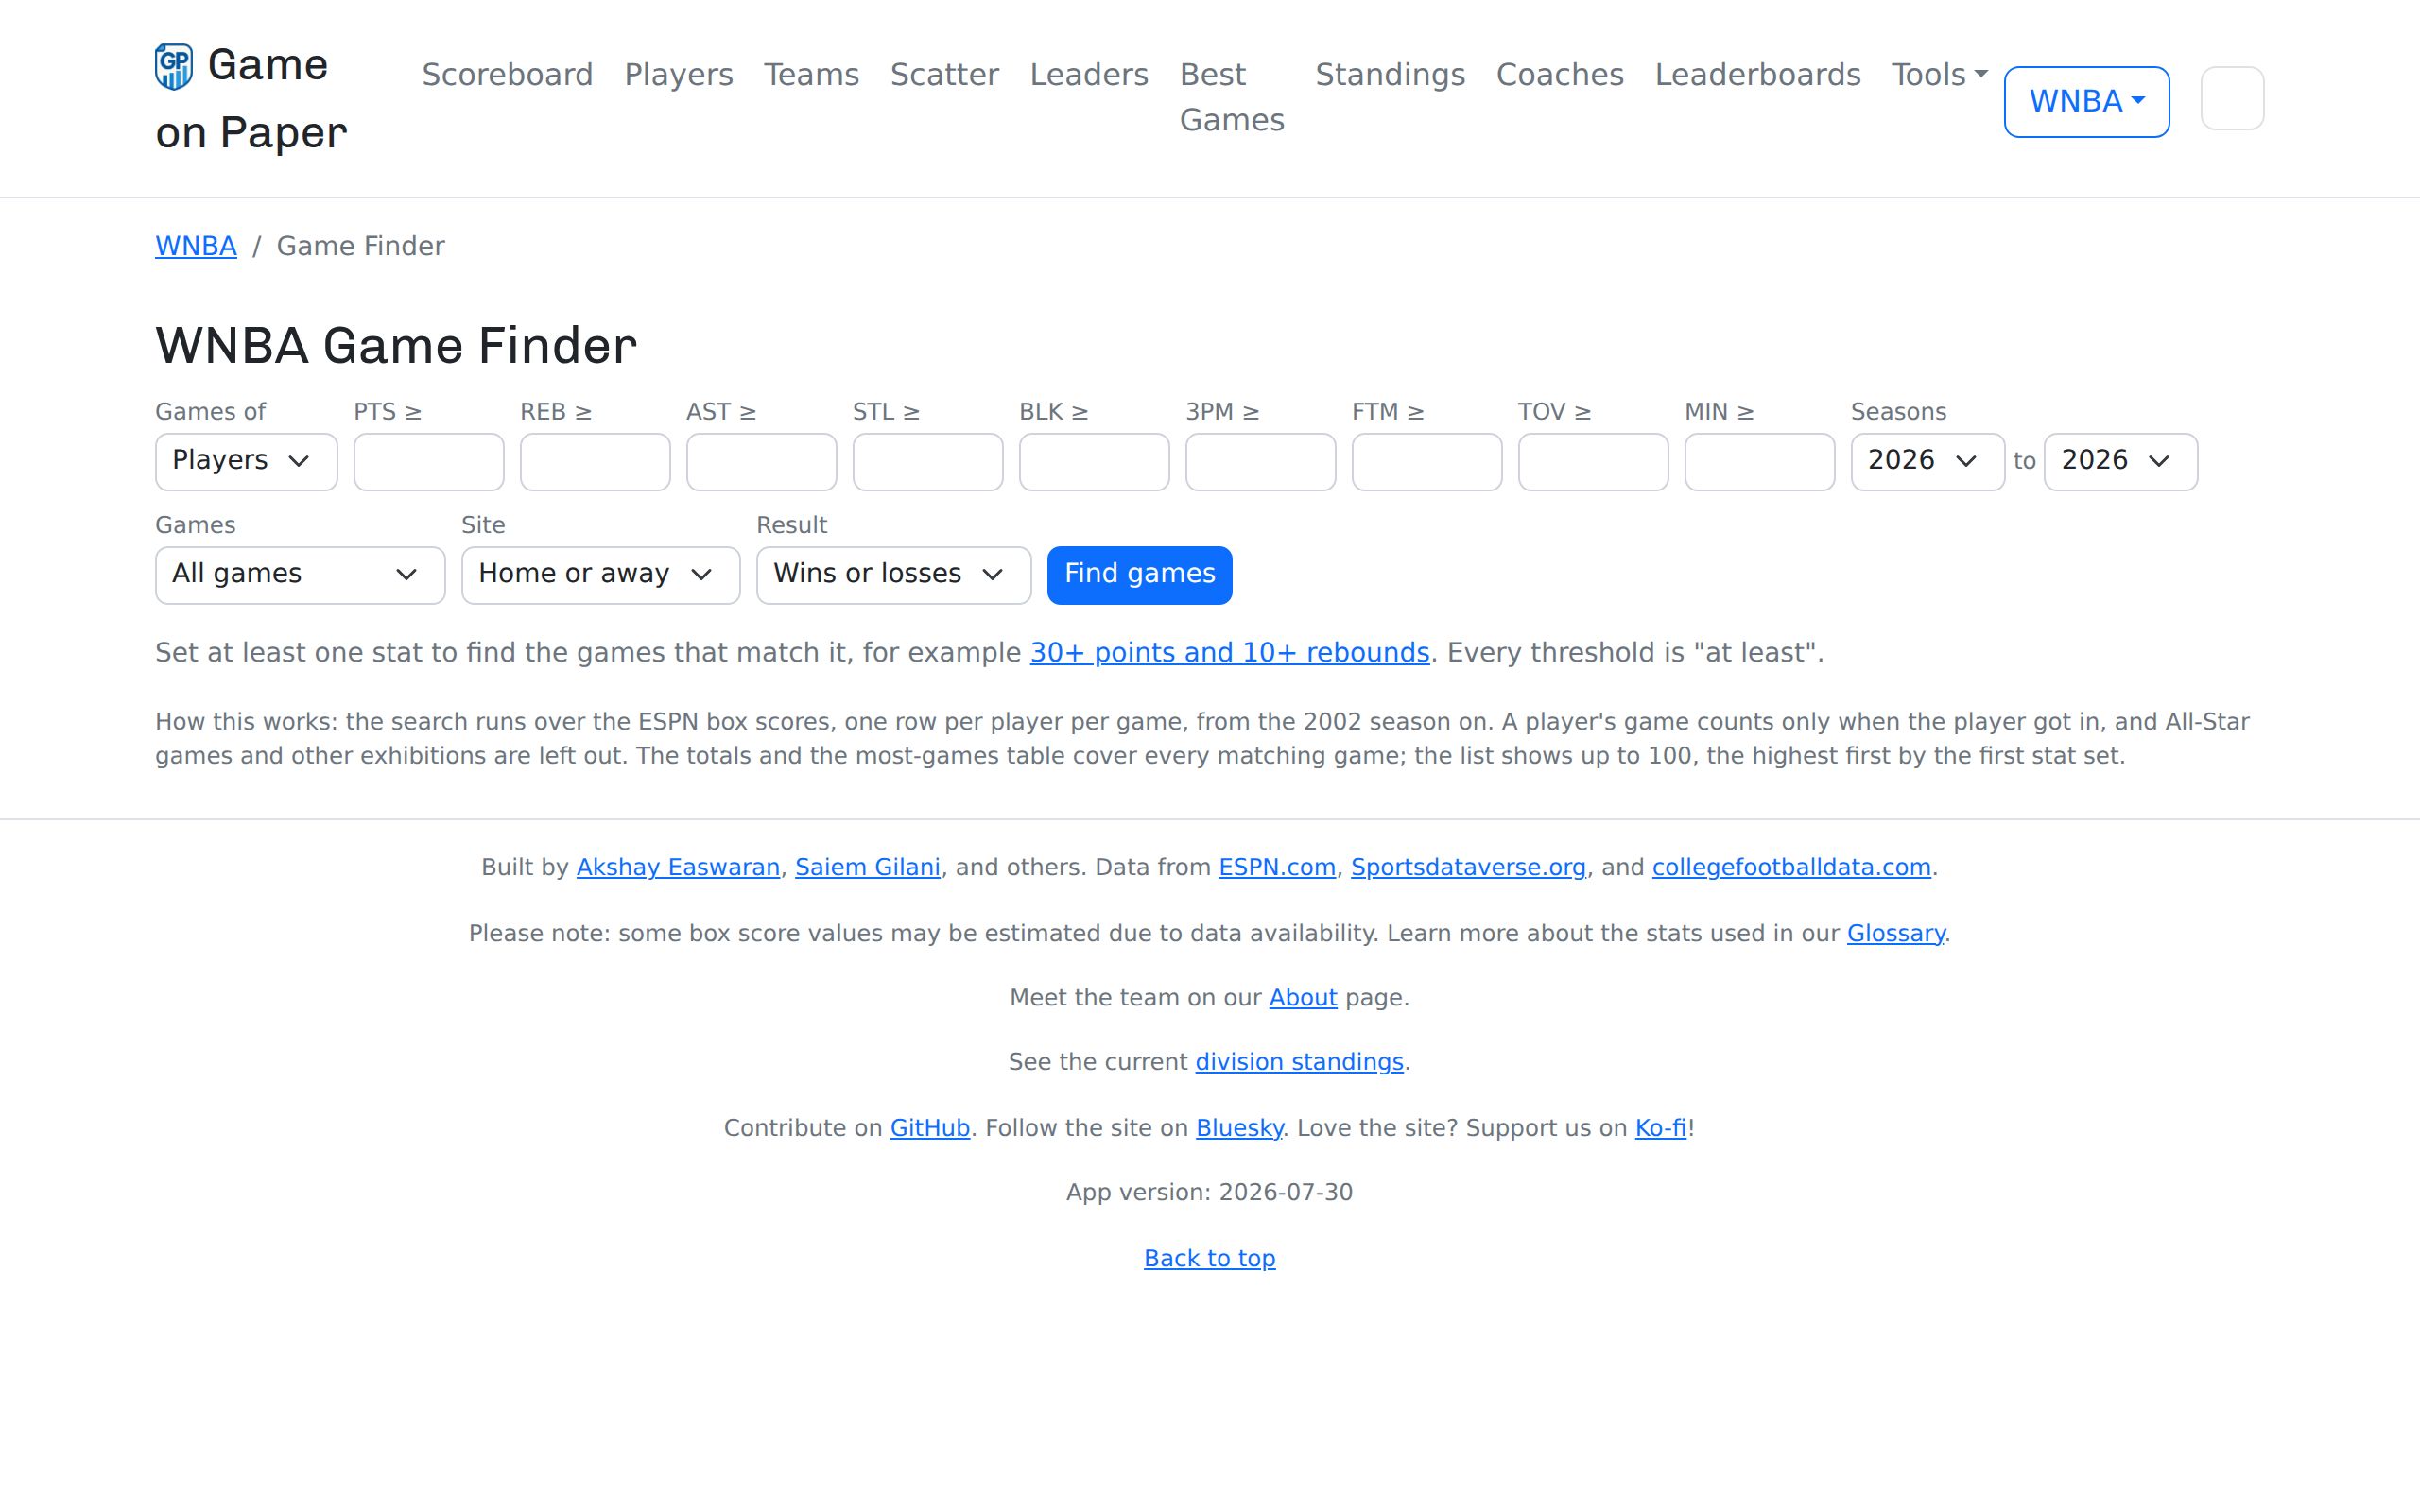 GP Game on Paper
Scoreboard Players Teams Scatter Leaders Best Games Standings Coaches Leaderboards Tools WNBA
WNBA / Game Finder
WNBA Game Finder
Games of PTS ≥ REB ≥ AST ≥ STL ≥ BLK ≥ 3PM ≥ FTM ≥ TOV ≥ MIN ≥ Seasons
Players 2026 to 2026
Games Site Result
All games Home or away Wins or losses Find games
Set at least one stat to find the games that match it, for example 30+ points and 10+ rebounds. Every threshold is "at least".
How this works: the search runs over the ESPN box scores, one row per player per game, from the 2002 season on. A player's game counts only when the player got in, and All-Star
games and other exhibitions are left out. The totals and the most-games table cover every matching game; the list shows up to 100, the highest first by the first stat set.
Built by Akshay Easwaran, Saiem Gilani, and others. Data from ESPN.com, Sportsdataverse.org, and collegefootballdata.com.
Please note: some box score values may be estimated due to data availability. Learn more about the stats used in our Glossary.
Meet the team on our About page.
See the current division standings.
Contribute on GitHub. Follow the site on Bluesky. Love the site? Support us on Ko-fi!
App version: 2026-07-30
Back to top